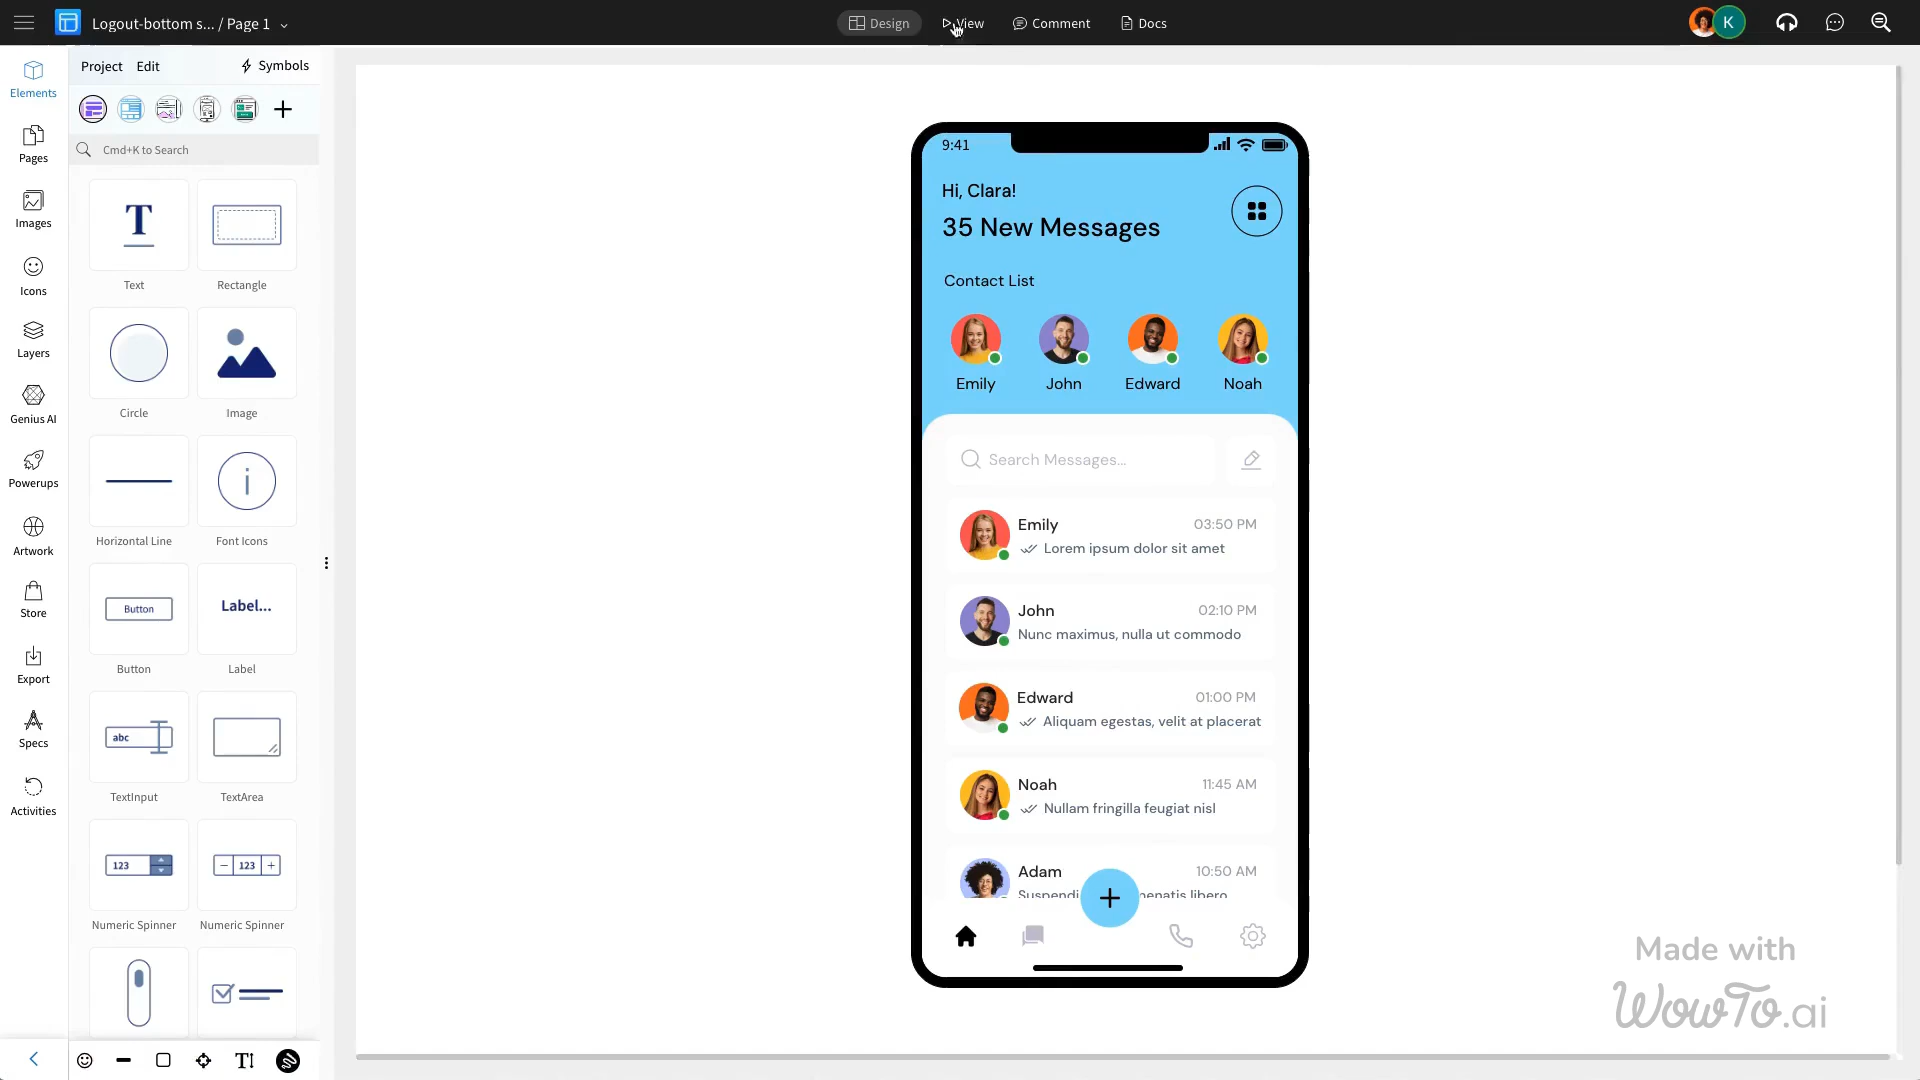 Logout-bottom s... / Page 1
Design
View
Comment
Docs
K
Elements
Pages
Images
Icons
Layers
Genius AI
Powerups
Artwork
Store
Export
Specs
Activities
Project
Edit
Symbols
Cmd+K to Search
T
Text
Rectangle
Circle
Image
Horizontal Line
i
Font Icons
Button
Button
Label...
Label
abc
TextInput
TextArea
123
Numeric Spinner
123
Numeric Spinner
9:41
Hi, Clara!
35 New Messages
Contact List
Emily
John
Edward
Noah
Search Messages...
Emily
03:50 PM
Lorem ipsum dolor sit amet
John
02:10 PM
Nunc maximus, nulla ut commodo
Edward
01:00 PM
Aliquam egestas, velit at placerat
Noah
11:45 AM
Nullam fringilla feugiat nisl
Adam
10:50 AM
libero
Made with
WowTo.ai